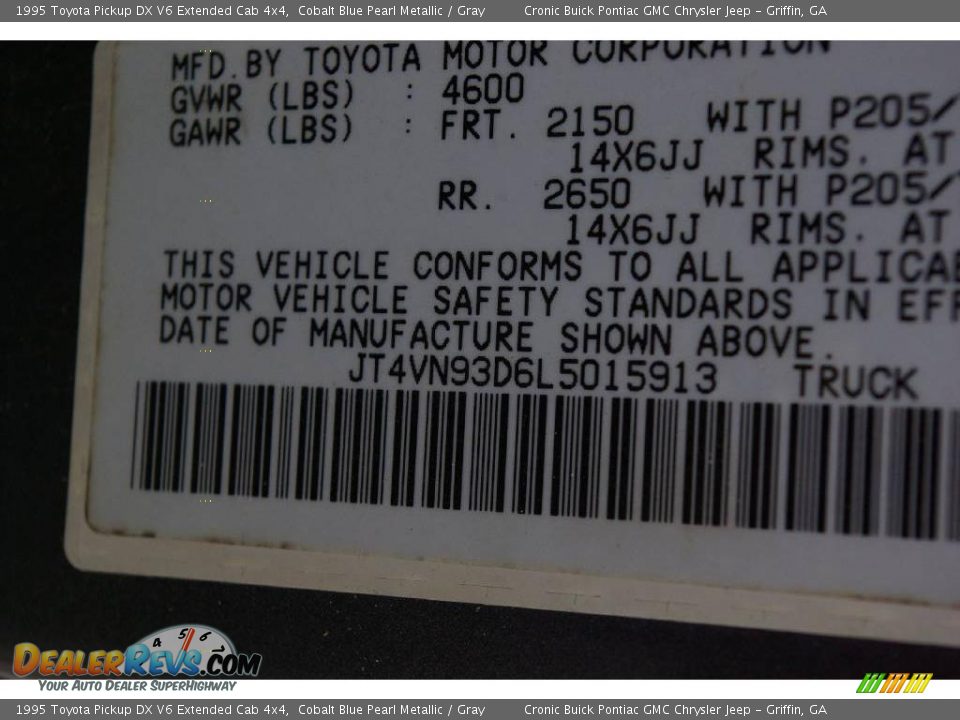 1995 Toyota Pickup DX V6 Extended Cab 4x4, Cobalt Blue Pearl Metallic / Gray Cronic Buick Pontiac GMC Chrysler Jeep - Griffin, GA
MFD. BY TOYOTA MOTOR CORPORATION
GVWR (LBS) : 4600
GAWR (LBS) : FRT. 2150 WITH P205/
14X6JJ RIMS. AT
RR. 2650 WITH P205/
14X6JJ RIMS. AT
THIS VEHICLE CONFORMS TO ALL APPLICAB
MOTOR VEHICLE SAFETY STANDARDS IN EFF
DATE OF MANUFACTURE SHOWN ABOVE.
JT4VN93D6L5015913 TRUCK
4 5 6
DEALERREVS.COM
YOUR AUTO DEALER SUPERHIGHWAY
1995 Toyota Pickup DX V6 Extended Cab 4x4, Cobalt Blue Pearl Metallic / Gray Cronic Buick Pontiac GMC Chrysler Jeep - Griffin, GA